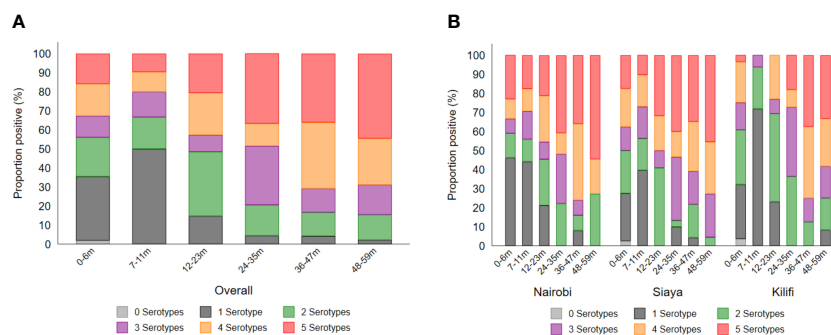 A
Proportion positive (%)
100
90
80
70
60
50
40
30
20
10
0
0-6m 7-11m 12-23m 24-35m 36-47m 48-59m
Overall
0 Serotypes 1 Serotype 2 Serotypes
3 Serotypes 4 Serotypes 5 Serotypes
B
Proportion positive (%)
100
90
80
70
60
50
40
30
20
10
0
0-6m 7-11m 12-23m 24-35m 36-47m 48-59m 0-6m 7-11m 12-23m 24-35m 36-47m 48-59m 0-6m 7-11m 12-23m 24-35m 36-47m 48-59m
Nairobi Siaya Kilifi
0 Serotypes 1 Serotype 2 Serotypes
3 Serotypes 4 Serotypes 5 Serotypes